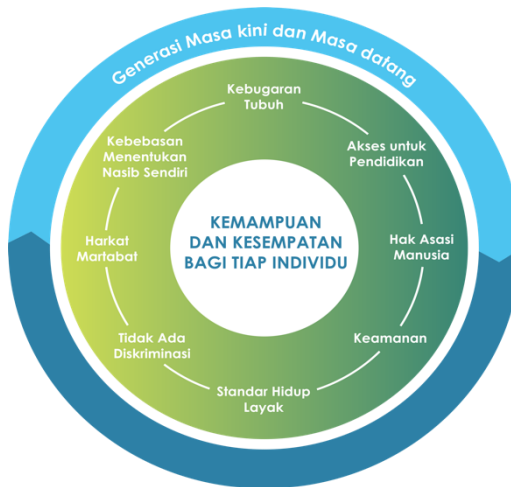 Generasi Masa kini dan Masa datang
Kebugaran
Tubuh
Akses untuk
Pendidikan
Hak Asasi
Manusia
Keamanan
Standar Hidup
Layak
Tidak Ada
Diskriminasi
Harkat
Martabat
Kebebasan
Menentukan
Nasib Sendiri
KEMAMPUAN
DAN KESEMPATAN
BAGI TIAP INDIVIDU